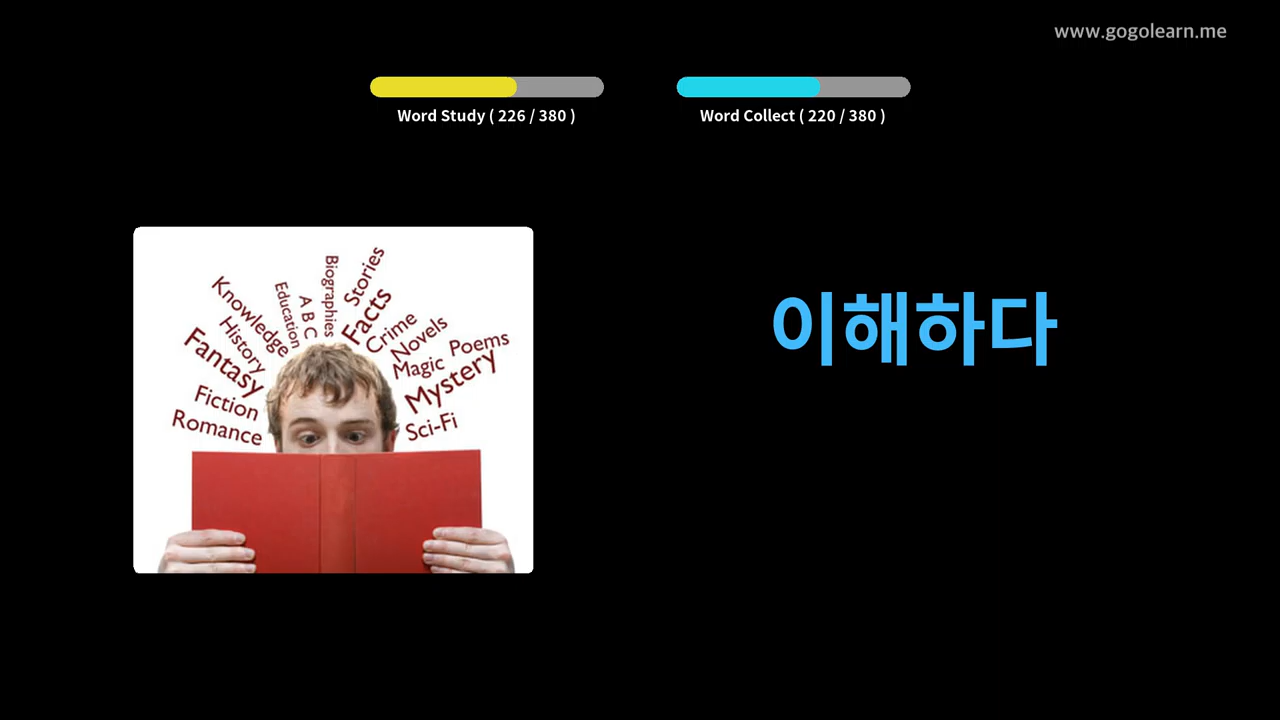 www.gogolearn.me
Word Study ( 226 / 380 )
Word Collect ( 220 / 380 )
Stories
Biographies
Facts
A B C
Education
Knowledge
Crime
Novels
History
Poems
Fantasy
Magic
Mystery
Fiction
Sci-Fi
Romance
이해하다